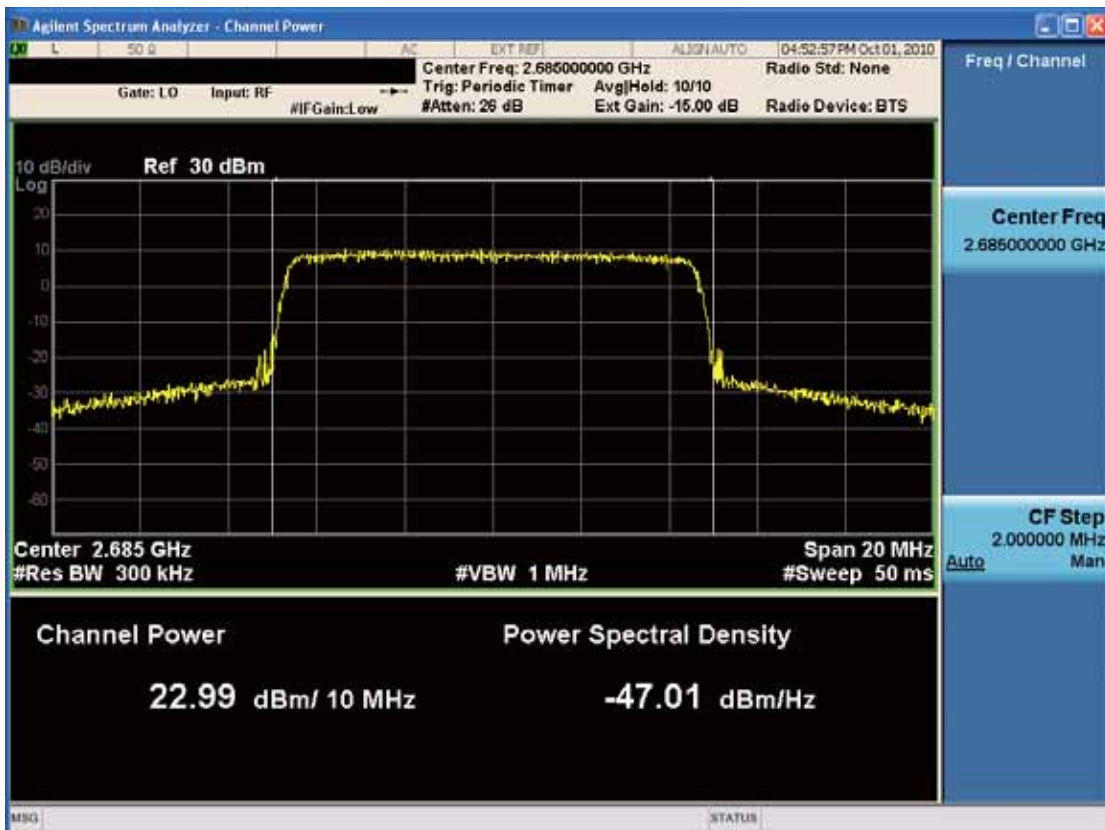 Agilent Spectrum Analyzer - Channel Power
L 50 Ω AC EXT REF ALIGN AUTO 04:52:57 PM Oct 01, 2010
Center Freq: 2.685000000 GHz Radio Std: None
Gate: LO Input: RF Trig: Periodic Timer Avg|Hold: 10/10
#IFGain:Low #Atten: 26 dB Ext Gain: -15.00 dB Radio Device: BTS
10 dB/div Ref 30 dBm
Log
20
10
0
-10
-20
-30
-40
-50
-60
Center 2.685 GHz Span 20 MHz
#Res BW 300 kHz #VBW 1 MHz #Sweep 50 ms
Channel Power Power Spectral Density
22.99 dBm/ 10 MHz -47.01 dBm/Hz
MSG STATUS
Freq / Channel
Center Freq
2.685000000 GHz
CF Step
2.000000 MHz
Auto Man